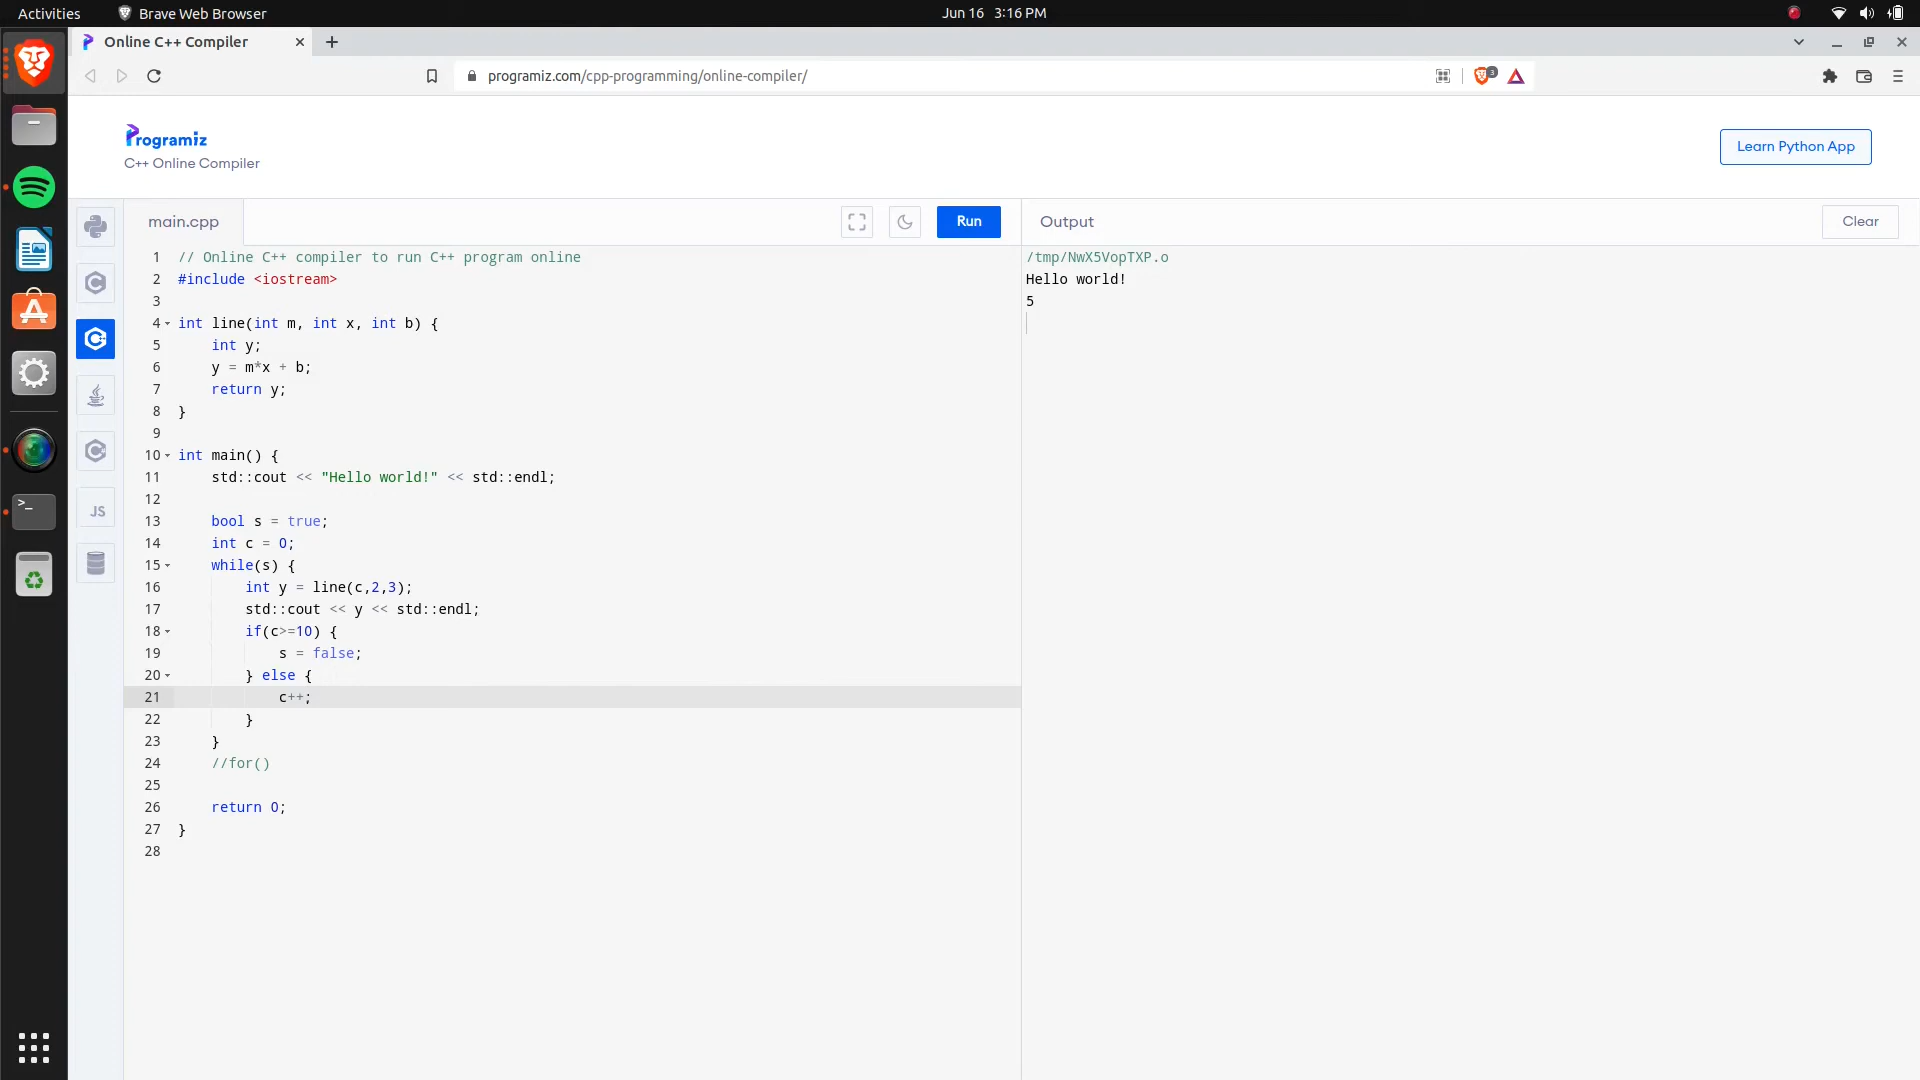 Activities
Brave Web Browser
Jun 16 3:16 PM
Online C++ Compiler
programiz.com/cpp-programming/online-compiler/
3
Programiz
C++ Online Compiler
Learn Python App
main.cpp
Run
Output
Clear
1 // Online C++ compiler to run C++ program online
2 #include <iostream>
3
4 int line(int m, int x, int b) {
5     int y;
6     y = m*x + b;
7     return y;
8 }
9
10 int main() {
11     std::cout << "Hello world!" << std::endl;
12
13     bool s = true;
14     int c = 0;
15     while(s) {
16         int y = line(c,2,3);
17         std::cout << y << std::endl;
18         if(c>=10) {
19             s = false;
20         } else {
21             c++;
22         }
23     }
24     //for()
25
26     return 0;
27 }
28
/tmp/NwX5VopTXP.o
Hello world!
5
JS
>_